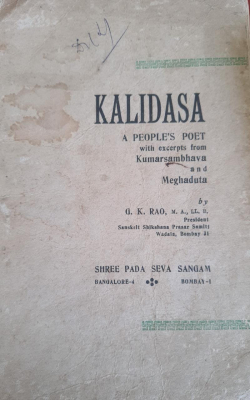 KALIDASA
A PEOPLE'S POET
with excerpts from
Kumarsambhava
and
Meghaduta
by
G. K. RAO, M. A., LL. B.
President
Sanskrit Shikshana Prasar Samiti
Wadala, Bombay 31
SHREE PADA SEVA SANGAM
BANGALORE-4 BOMBAY-1